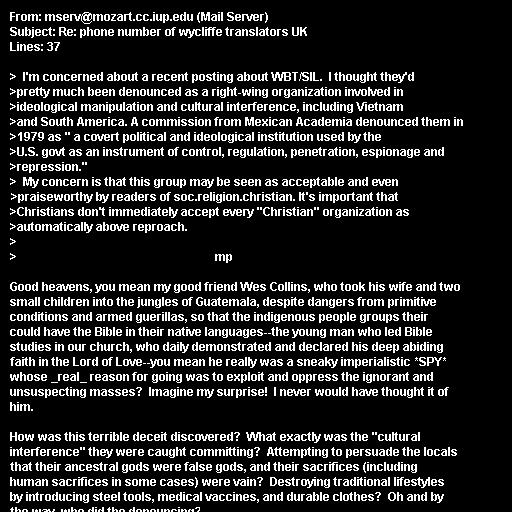 From: mserv@mozart.cc.iup.edu (Mail Server)
Subject: Re: phone number of wycliffe translators UK
Lines: 37

>  I'm concerned about a recent posting about WBT/SIL.  I thought they'd
>pretty much been denounced as a right-wing organization involved in
>ideological manipulation and cultural interference, including Vietnam
>and South America. A commission from Mexican Academia denounced them in
>1979 as " a covert political and ideological institution used by the
>U.S. govt as an instrument of control, regulation, penetration, espionage and
>repression."
>  My concern is that this group may be seen as acceptable and even
>praiseworthy by readers of soc.religion.christian. It's important that
>Christians don't immediately accept every "Christian" organization as
>automatically above reproach.
>
>                                                             mp

Good heavens, you mean my good friend Wes Collins, who took his wife and two
small children into the jungles of Guatemala, despite dangers from primitive
conditions and armed guerillas, so that the indigenous people groups their
could have the Bible in their native languages--the young man who led Bible
studies in our church, who daily demonstrated and declared his deep abiding
faith in the Lord of Love--you mean he really was a sneaky imperialistic *SPY*
whose _real_ reason for going was to exploit and oppress the ignorant and
unsuspecting masses?  Imagine my surprise!  I never would have thought it of
him.

How was this terrible deceit discovered?  What exactly was the "cultural
interference" they were caught committing?  Attempting to persuade the locals
that their ancestral gods were false gods, and their sacrifices (including
human sacrifices in some cases) were vain?  Destroying traditional lifestyles
by introducing steel tools, medical vaccines, and durable clothes?  Oh and by
the way, who did the denouncing?